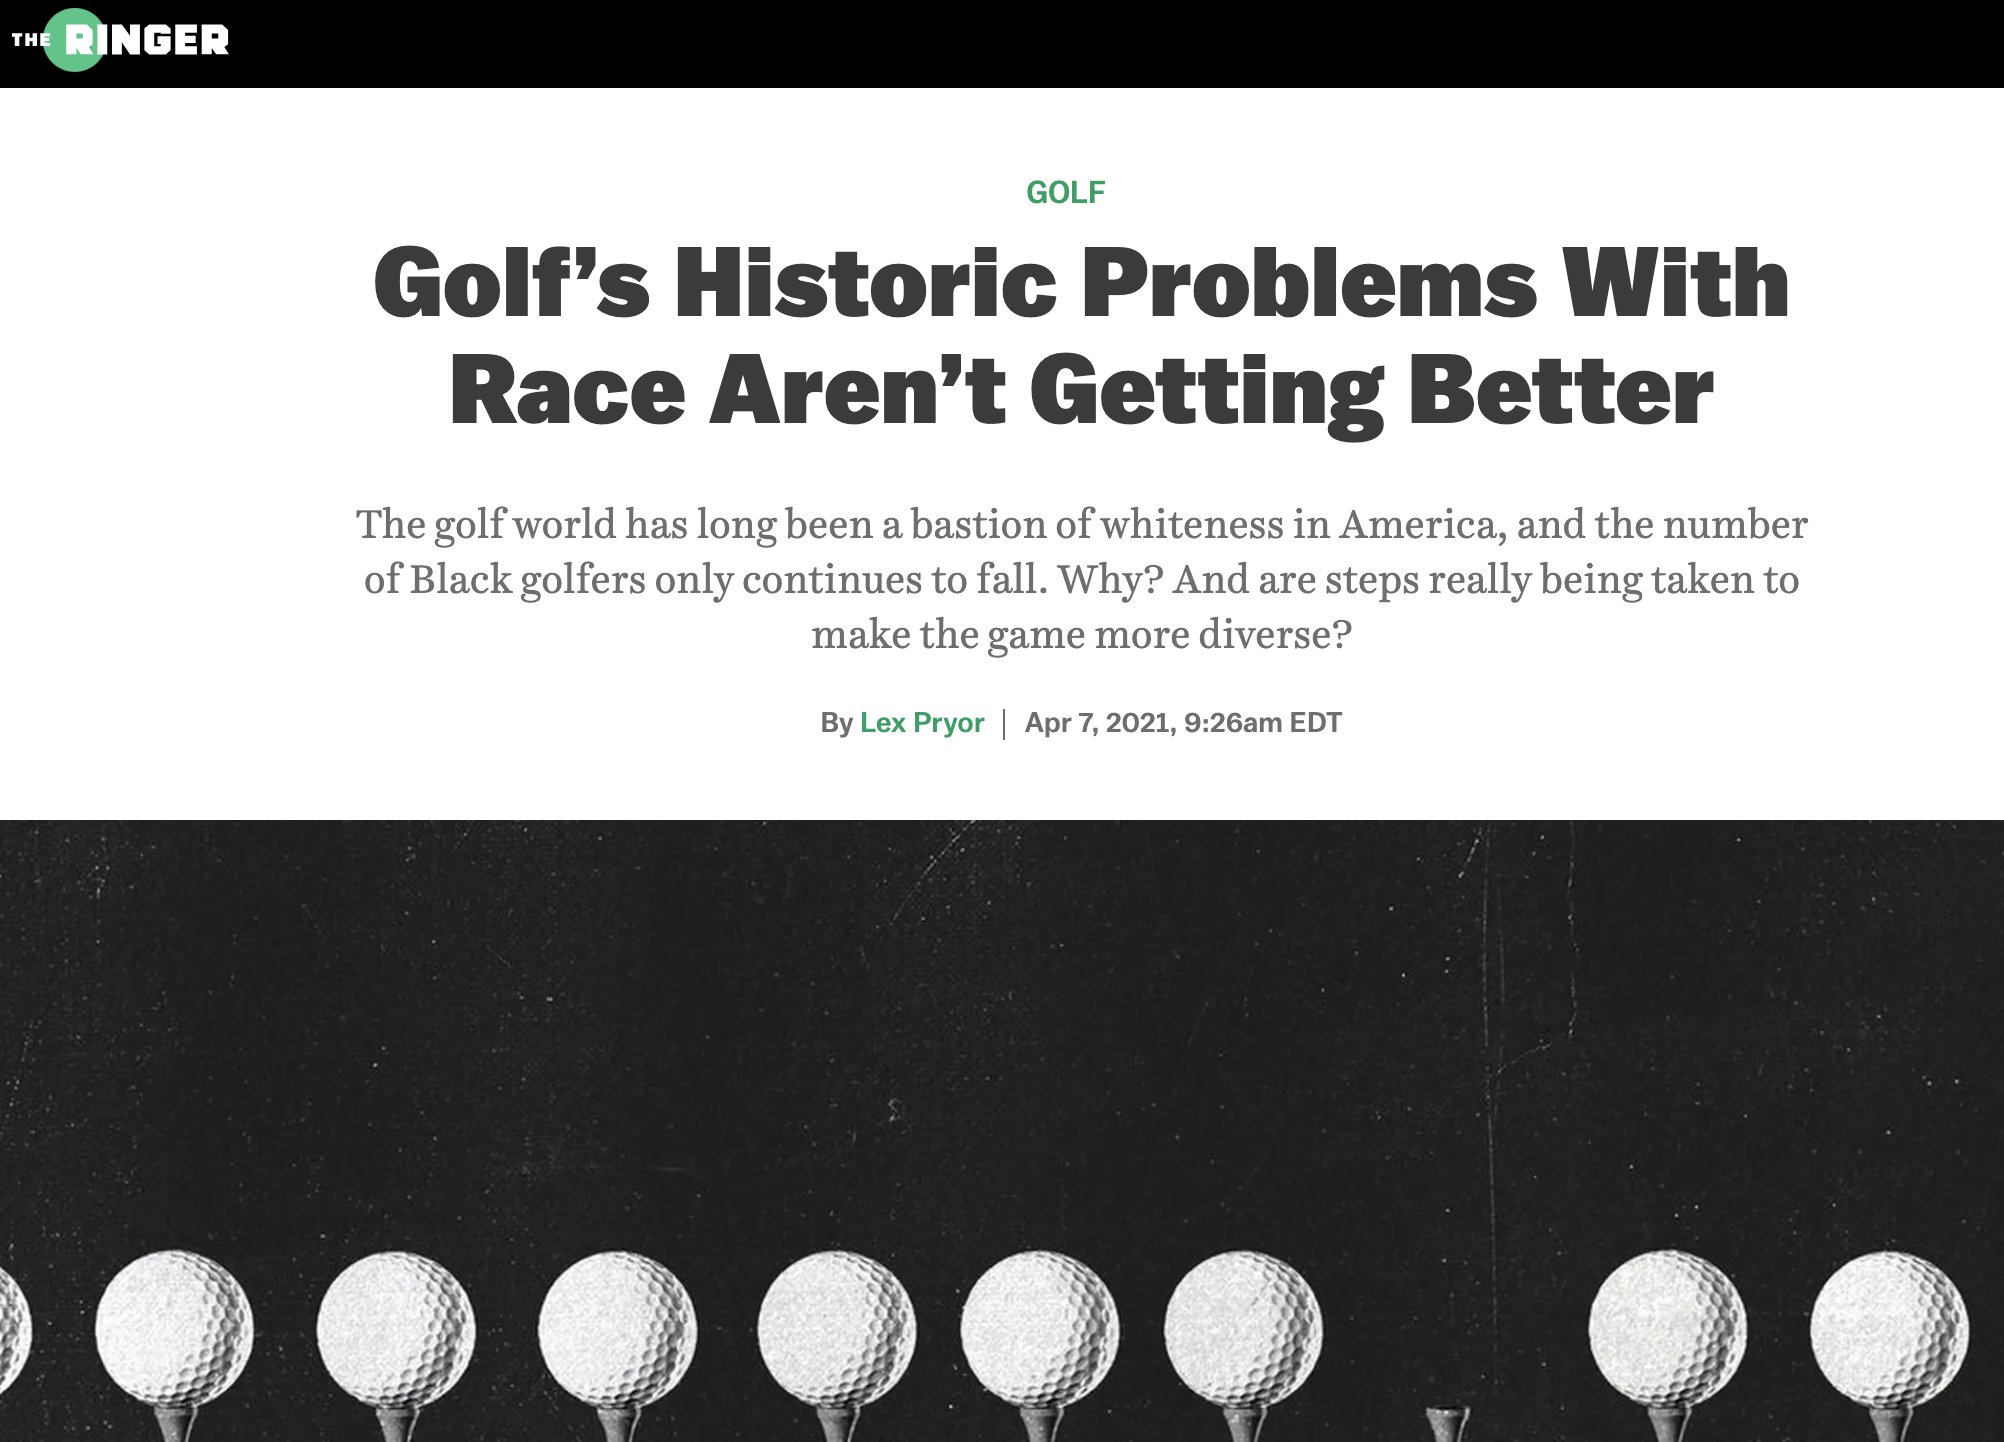 THE RINGER
GOLF
Golf’s Historic Problems With
Race Aren’t Getting Better
The golf world has long been a bastion of whiteness in America, and the number
of Black golfers only continues to fall. Why? And are steps really being taken to
make the game more diverse?
By Lex Pryor | Apr 7, 2021, 9:26am EDT